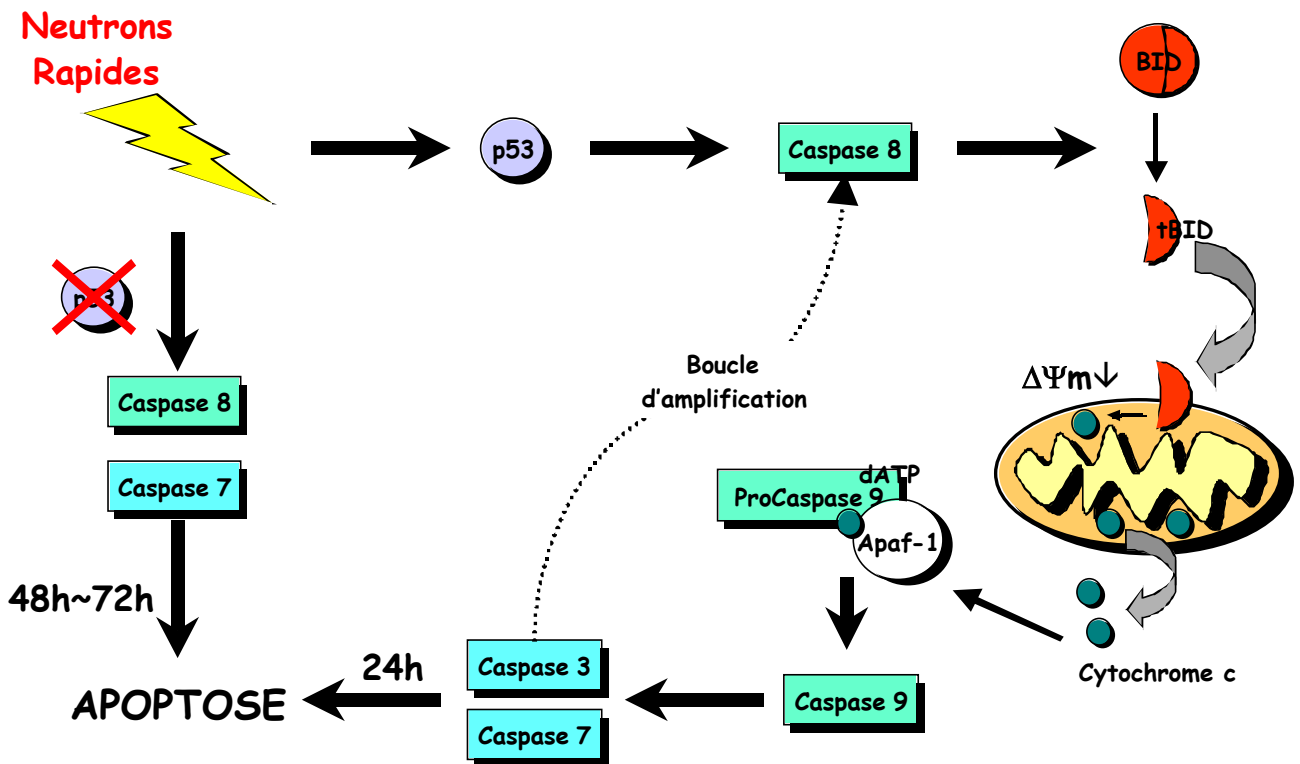 Neutrons
Rapides
p53
Caspase 8
BID
tBID
p53
Caspase 8
Caspase 7
48h~72h
APOPTOSE
Boucle
d'amplification
ΔΨm↓
dATP
ProCaspase 9
Apaf-1
Cytochrome c
Caspase 9
24h
Caspase 3
Caspase 7